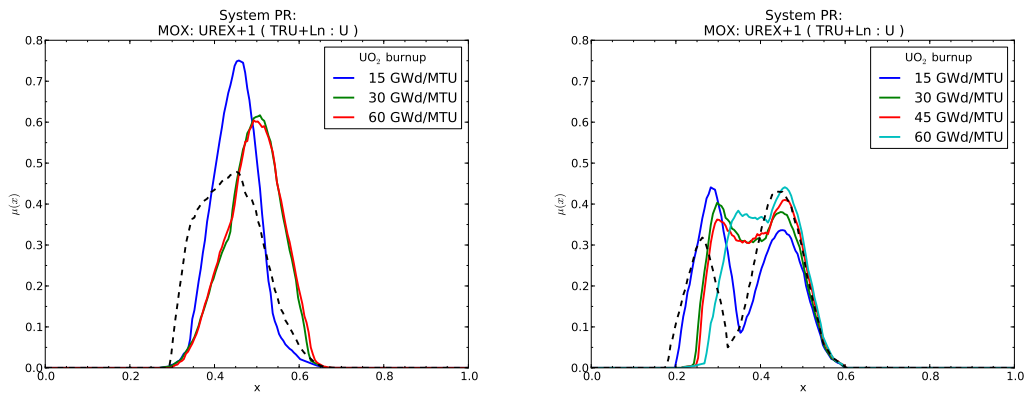 System PR:
MOX: UREX+1 ( TRU+Ln : U )
0.8
0.7
0.6
0.5
0.4
0.3
0.2
0.1
0.0
μ(x)
0.0 0.2 0.4 0.6 0.8 1.0
x
UO₂ burnup
15 GWd/MTU
30 GWd/MTU
60 GWd/MTU
System PR:
MOX: UREX+1 ( TRU+Ln : U )
0.8
0.7
0.6
0.5
0.4
0.3
0.2
0.1
0.0
μ(x)
0.0 0.2 0.4 0.6 0.8 1.0
x
UO₂ burnup
15 GWd/MTU
30 GWd/MTU
45 GWd/MTU
60 GWd/MTU